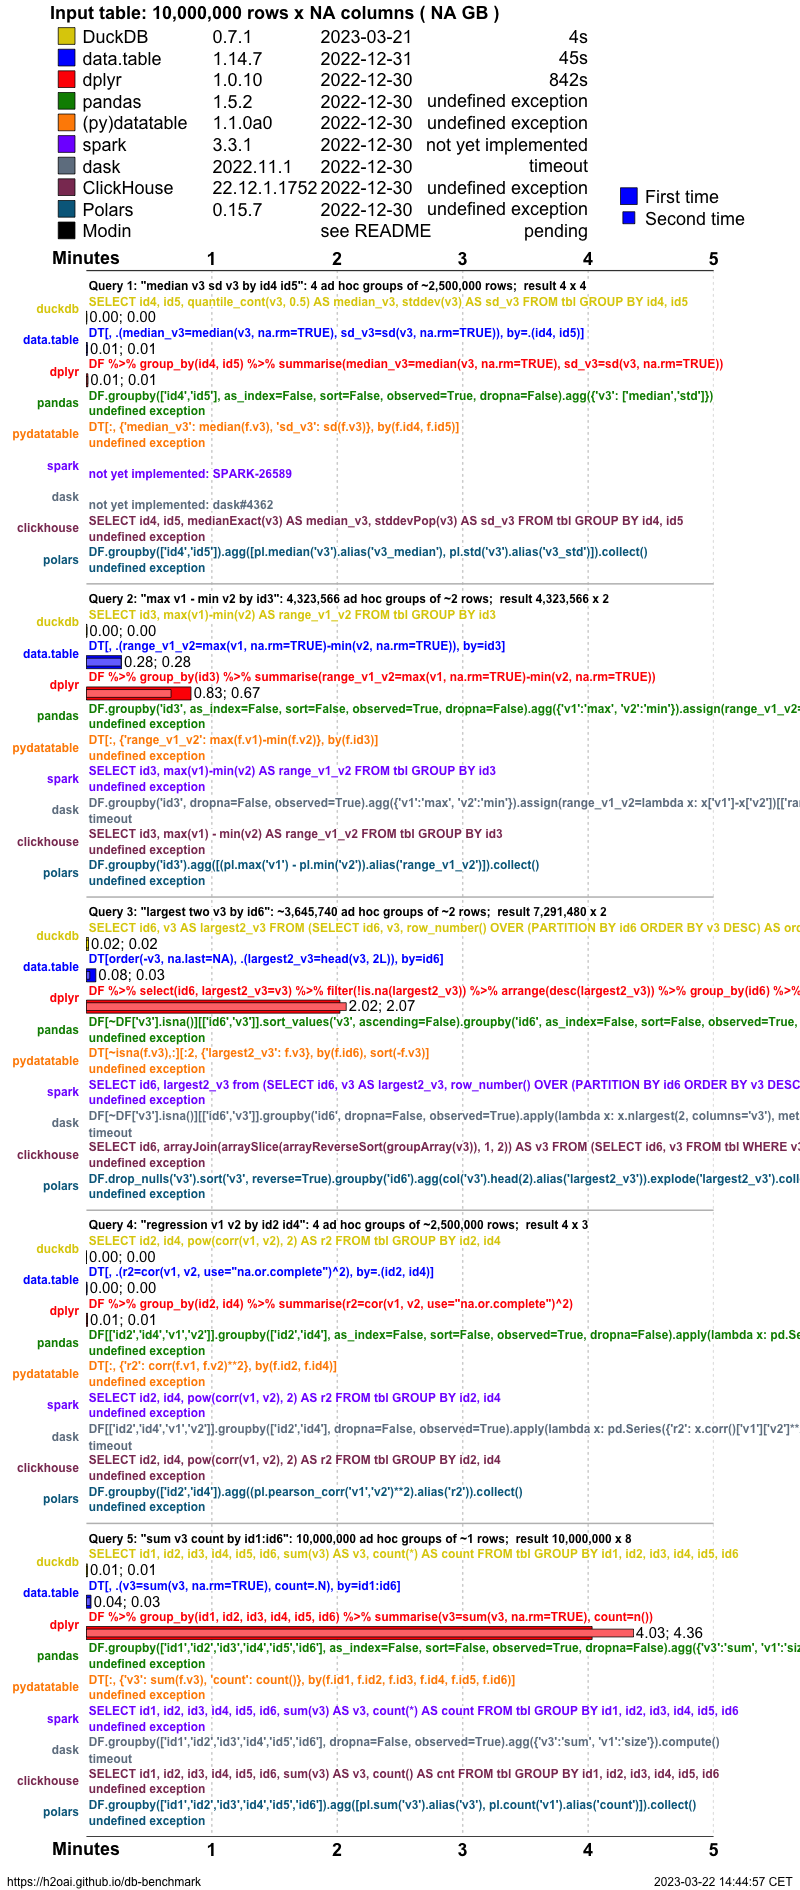 Input table: 10,000,000 rows x NA columns ( NA GB )
DuckDB 0.7.1 2023-03-21 4s
data.table 1.14.7 2022-12-31 45s
dplyr 1.0.10 2022-12-30 842s
pandas 1.5.2 2022-12-30 undefined exception
(py)datatable 1.1.0a0 2022-12-30 undefined exception
spark 3.3.1 2022-12-30 not yet implemented
dask 2022.11.1 2022-12-30 timeout
ClickHouse 22.12.1.1752 2022-12-30 undefined exception
Polars 0.15.7 2022-12-30 undefined exception
Modin see README pending
First time
Second time
Minutes 1 2 3 4 5
Query 1: "median v3 sd v3 by id4 id5": 4 ad hoc groups of ~2,500,000 rows; result 4 x 4
duckdb SELECT id4, id5, quantile_cont(v3, 0.5) AS median_v3, stddev(v3) AS sd_v3 FROM tbl GROUP BY id4, id5
0.00; 0.00
data.table DT[, .(median_v3=median(v3, na.rm=TRUE), sd_v3=sd(v3, na.rm=TRUE)), by=.(id4, id5)]
0.01; 0.01
dplyr DF %>% group_by(id4, id5) %>% summarise(median_v3=median(v3, na.rm=TRUE), sd_v3=sd(v3, na.rm=TRUE))
0.01; 0.01
pandas DF.groupby(['id4','id5'], as_index=False, sort=False, observed=True, dropna=False).agg({'v3': ['median','std']})
undefined exception
pydatatable DT[:, {'median_v3': median(f.v3), 'sd_v3': sd(f.v3)}, by(f.id4, f.id5)]
undefined exception
spark
not yet implemented: SPARK-26589
dask
not yet implemented: dask#4362
clickhouse SELECT id4, id5, medianExact(v3) AS median_v3, stddevPop(v3) AS sd_v3 FROM tbl GROUP BY id4, id5
undefined exception
polars DF.groupby(['id4','id5']).agg([pl.median('v3').alias('v3_median'), pl.std('v3').alias('v3_std')]).collect()
undefined exception
Query 2: "max v1 - min v2 by id3": 4,323,566 ad hoc groups of ~2 rows; result 4,323,566 x 2
duckdb SELECT id3, max(v1)-min(v2) AS range_v1_v2 FROM tbl GROUP BY id3
0.00; 0.00
data.table DT[, .(range_v1_v2=max(v1, na.rm=TRUE)-min(v2, na.rm=TRUE)), by=id3]
0.28; 0.28
dplyr DF %>% group_by(id3) %>% summarise(range_v1_v2=max(v1, na.rm=TRUE)-min(v2, na.rm=TRUE))
0.83; 0.67
pandas DF.groupby('id3', as_index=False, sort=False, observed=True, dropna=False).agg({'v1':'max', 'v2':'min'}).assign(range_v1_v2=
undefined exception
pydatatable DT[:, {'range_v1_v2': max(f.v1)-min(f.v2)}, by(f.id3)]
undefined exception
spark SELECT id3, max(v1)-min(v2) AS range_v1_v2 FROM tbl GROUP BY id3
undefined exception
dask DF.groupby('id3', dropna=False, observed=True).agg({'v1':'max', 'v2':'min'}).assign(range_v1_v2=lambda x: x['v1']-x['v2'])[['ra
timeout
clickhouse SELECT id3, max(v1) - min(v2) AS range_v1_v2 FROM tbl GROUP BY id3
undefined exception
polars DF.groupby('id3').agg([(pl.max('v1') - pl.min('v2')).alias('range_v1_v2')]).collect()
undefined exception
Query 3: "largest two v3 by id6": ~3,645,740 ad hoc groups of ~2 rows; result 7,291,480 x 2
duckdb SELECT id6, v3 AS largest2_v3 FROM (SELECT id6, v3, row_number() OVER (PARTITION BY id6 ORDER BY v3 DESC) AS ord
0.02; 0.02
data.table DT[order(-v3, na.last=NA), .(largest2_v3=head(v3, 2L)), by=id6]
0.08; 0.03
dplyr DF %>% select(id6, largest2_v3=v3) %>% filter(!is.na(largest2_v3)) %>% arrange(desc(largest2_v3)) %>% group_by(id6) %>%
2.02; 2.07
pandas DF[~DF['v3'].isna()][['id6','v3']].sort_values('v3', ascending=False).groupby('id6', as_index=False, sort=False, observed=True,
undefined exception
pydatatable DT[~isna(f.v3),:][:2, {'largest2_v3': f.v3}, by(f.id6), sort(-f.v3)]
undefined exception
spark SELECT id6, largest2_v3 from (SELECT id6, v3 AS largest2_v3, row_number() OVER (PARTITION BY id6 ORDER BY v3 DESC
undefined exception
dask DF[~DF['v3'].isna()][['id6','v3']].groupby('id6', dropna=False, observed=True).apply(lambda x: x.nlargest(2, columns='v3'), met
timeout
clickhouse SELECT id6, arrayJoin(arraySlice(arrayReverseSort(groupArray(v3)), 1, 2)) AS v3 FROM (SELECT id6, v3 FROM tbl WHERE v3
undefined exception
polars DF.drop_nulls('v3').sort('v3', reverse=True).groupby('id6').agg(col('v3').head(2).alias('largest2_v3')).explode('largest2_v3').coll
undefined exception
Query 4: "regression v1 v2 by id2 id4": 4 ad hoc groups of ~2,500,000 rows; result 4 x 3
duckdb SELECT id2, id4, pow(corr(v1, v2), 2) AS r2 FROM tbl GROUP BY id2, id4
0.00; 0.00
data.table DT[, .(r2=cor(v1, v2, use="na.or.complete")^2), by=.(id2, id4)]
0.00; 0.00
dplyr DF %>% group_by(id2, id4) %>% summarise(r2=cor(v1, v2, use="na.or.complete")^2)
0.01; 0.01
pandas DF[['id2','id4','v1','v2']].groupby(['id2','id4'], as_index=False, sort=False, observed=True, dropna=False).apply(lambda x: pd.Se
undefined exception
pydatatable DT[:, {'r2': corr(f.v1, f.v2)**2}, by(f.id2, f.id4)]
undefined exception
spark SELECT id2, id4, pow(corr(v1, v2), 2) AS r2 FROM tbl GROUP BY id2, id4
undefined exception
dask DF[['id2','id4','v1','v2']].groupby(['id2','id4'], dropna=False, observed=True).apply(lambda x: pd.Series({'r2': x.corr()['v1']['v2']**
timeout
clickhouse SELECT id2, id4, pow(corr(v1, v2), 2) AS r2 FROM tbl GROUP BY id2, id4
undefined exception
polars DF.groupby(['id2','id4']).agg((pl.pearson_corr('v1','v2')**2).alias('r2')).collect()
undefined exception
Query 5: "sum v3 count by id1:id6": 10,000,000 ad hoc groups of ~1 rows; result 10,000,000 x 8
duckdb SELECT id1, id2, id3, id4, id5, id6, sum(v3) AS v3, count(*) AS count FROM tbl GROUP BY id1, id2, id3, id4, id5, id6
0.01; 0.01
data.table DT[, .(v3=sum(v3, na.rm=TRUE), count=.N), by=id1:id6]
0.04; 0.03
dplyr DF %>% group_by(id1, id2, id3, id4, id5, id6) %>% summarise(v3=sum(v3, na.rm=TRUE), count=n())
4.03; 4.36
pandas DF.groupby(['id1','id2','id3','id4','id5','id6'], as_index=False, sort=False, observed=True, dropna=False).agg({'v3':'sum', 'v1':'siz
undefined exception
pydatatable DT[:, {'v3': sum(f.v3), 'count': count()}, by(f.id1, f.id2, f.id3, f.id4, f.id5, f.id6)]
undefined exception
spark SELECT id1, id2, id3, id4, id5, id6, sum(v3) AS v3, count(*) AS count FROM tbl GROUP BY id1, id2, id3, id4, id5, id6
undefined exception
dask DF.groupby(['id1','id2','id3','id4','id5','id6'], dropna=False, observed=True).agg({'v3':'sum', 'v1':'size'}).compute()
timeout
clickhouse SELECT id1, id2, id3, id4, id5, id6, sum(v3) AS v3, count() AS cnt FROM tbl GROUP BY id1, id2, id3, id4, id5, id6
undefined exception
polars DF.groupby(['id1','id2','id3','id4','id5','id6']).agg([pl.sum('v3').alias('v3'), pl.count('v1').alias('count')]).collect()
undefined exception
Minutes 1 2 3 4 5
https://h2oai.github.io/db-benchmark 2023-03-22 14:44:57 CET